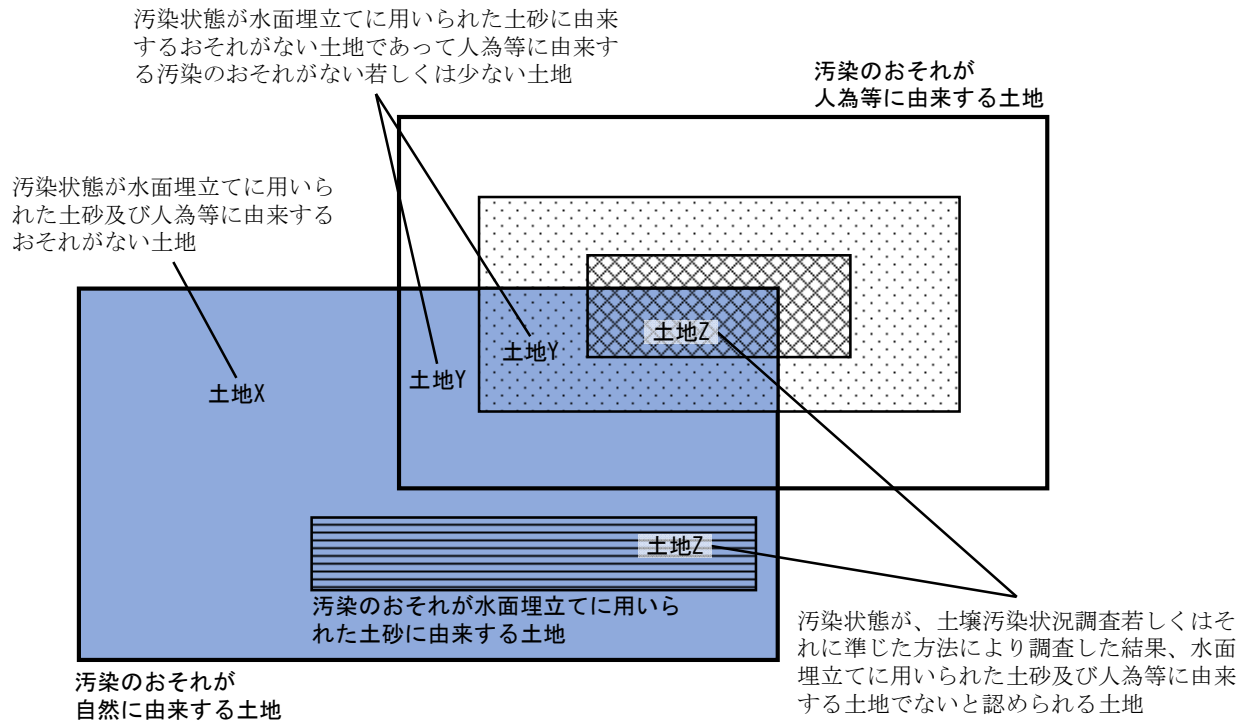 汚染状態が水面埋立てに用いられた土砂に由来
するおそれがない土地であって人為等に由来す
る汚染のおそれがない若しくは少ない土地
汚染のおそれが
人為等に由来する土地
汚染状態が水面埋立てに用いら
れた土砂及び人為等に由来する
おそれがない土地
土地X
土地Y
土地Y
土地Z
土地Z
汚染のおそれが水面埋立てに用いら
れた土砂に由来する土地
汚染状態が、土壌汚染状況調査若しくはそ
れに準じた方法により調査した結果、水面
埋立てに用いられた土砂及び人為等に由来
する土地でないと認められる土地
汚染のおそれが
自然に由来する土地